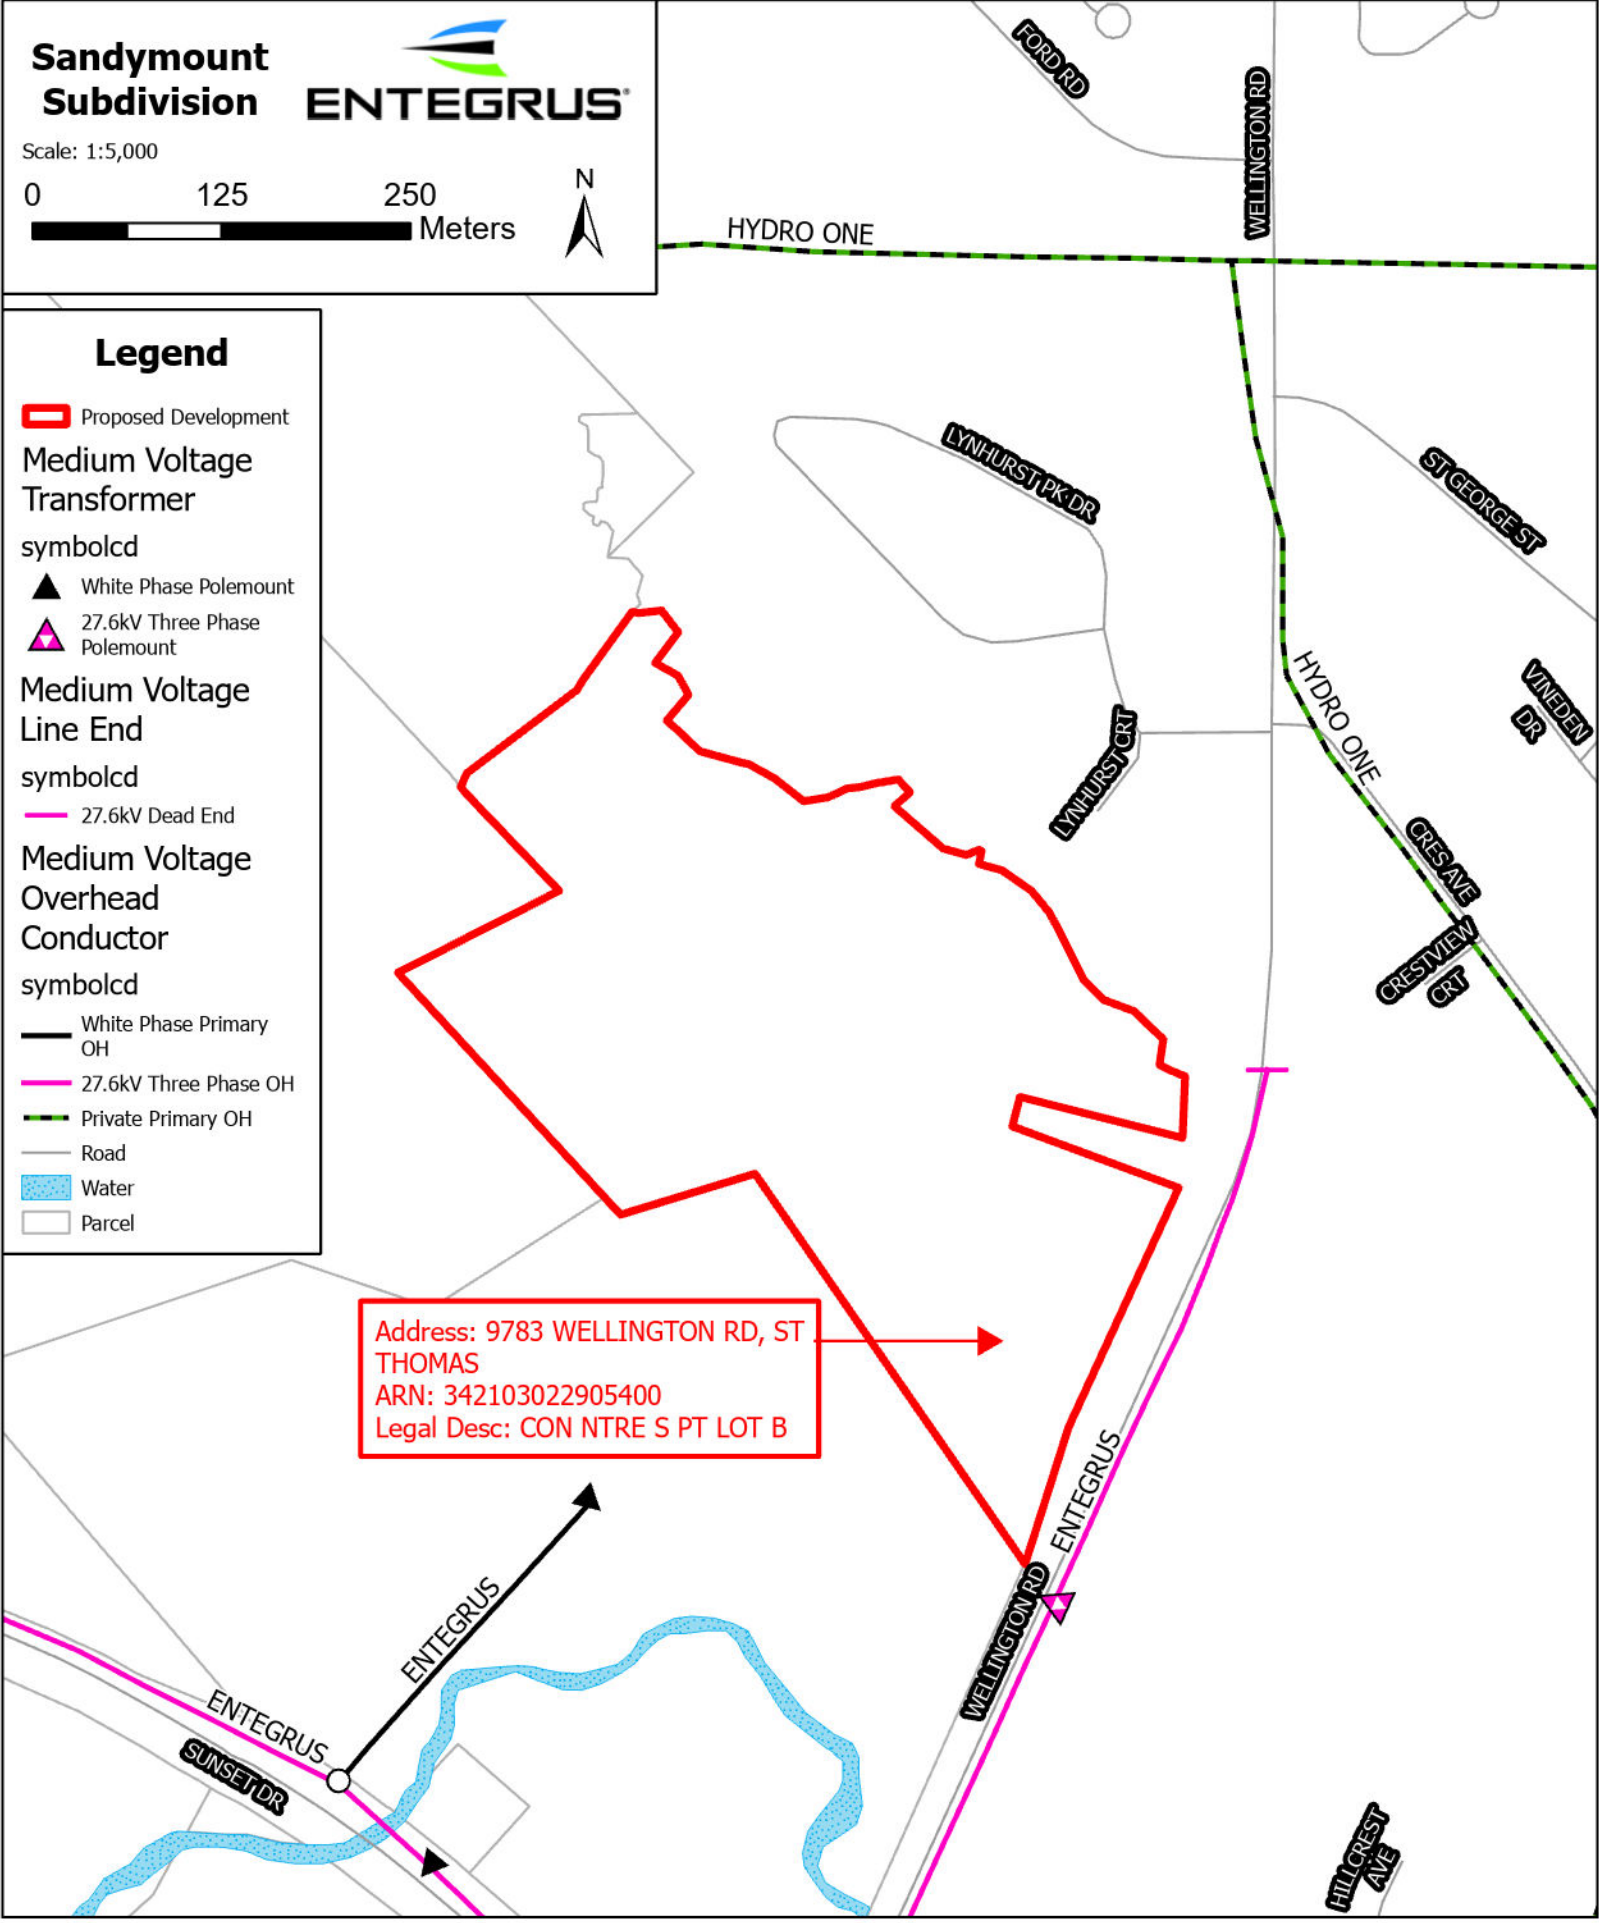 Sandymount
Subdivision
ENTEGRUS
Scale: 1:5,000
0 125 250
Meters
N
Legend
Proposed Development
Medium Voltage
Transformer
symbolcd
White Phase Polemount
27.6kV Three Phase
Polemount
Medium Voltage
Line End
symbolcd
27.6kV Dead End
Medium Voltage
Overhead
Conductor
symbolcd
White Phase Primary
OH
27.6kV Three Phase OH
Private Primary OH
Road
Water
Parcel
FORD RD
WELLINGTON RD
HYDRO ONE
LYNHURST PK DR
ST GEORGE ST
HYDRO ONE
VINEDEN
DR
LYNHURST CRT
CRES AVE
CRESTVIEW
CRT
Address: 9783 WELLINGTON RD, ST
THOMAS
ARN: 342103022905400
Legal Desc: CON NTRE S PT LOT B
ENTEGRUS
WELLINGTON RD
ENTEGRUS
ENTEGRUS
SUNSET DR
HILLCREST
AVE